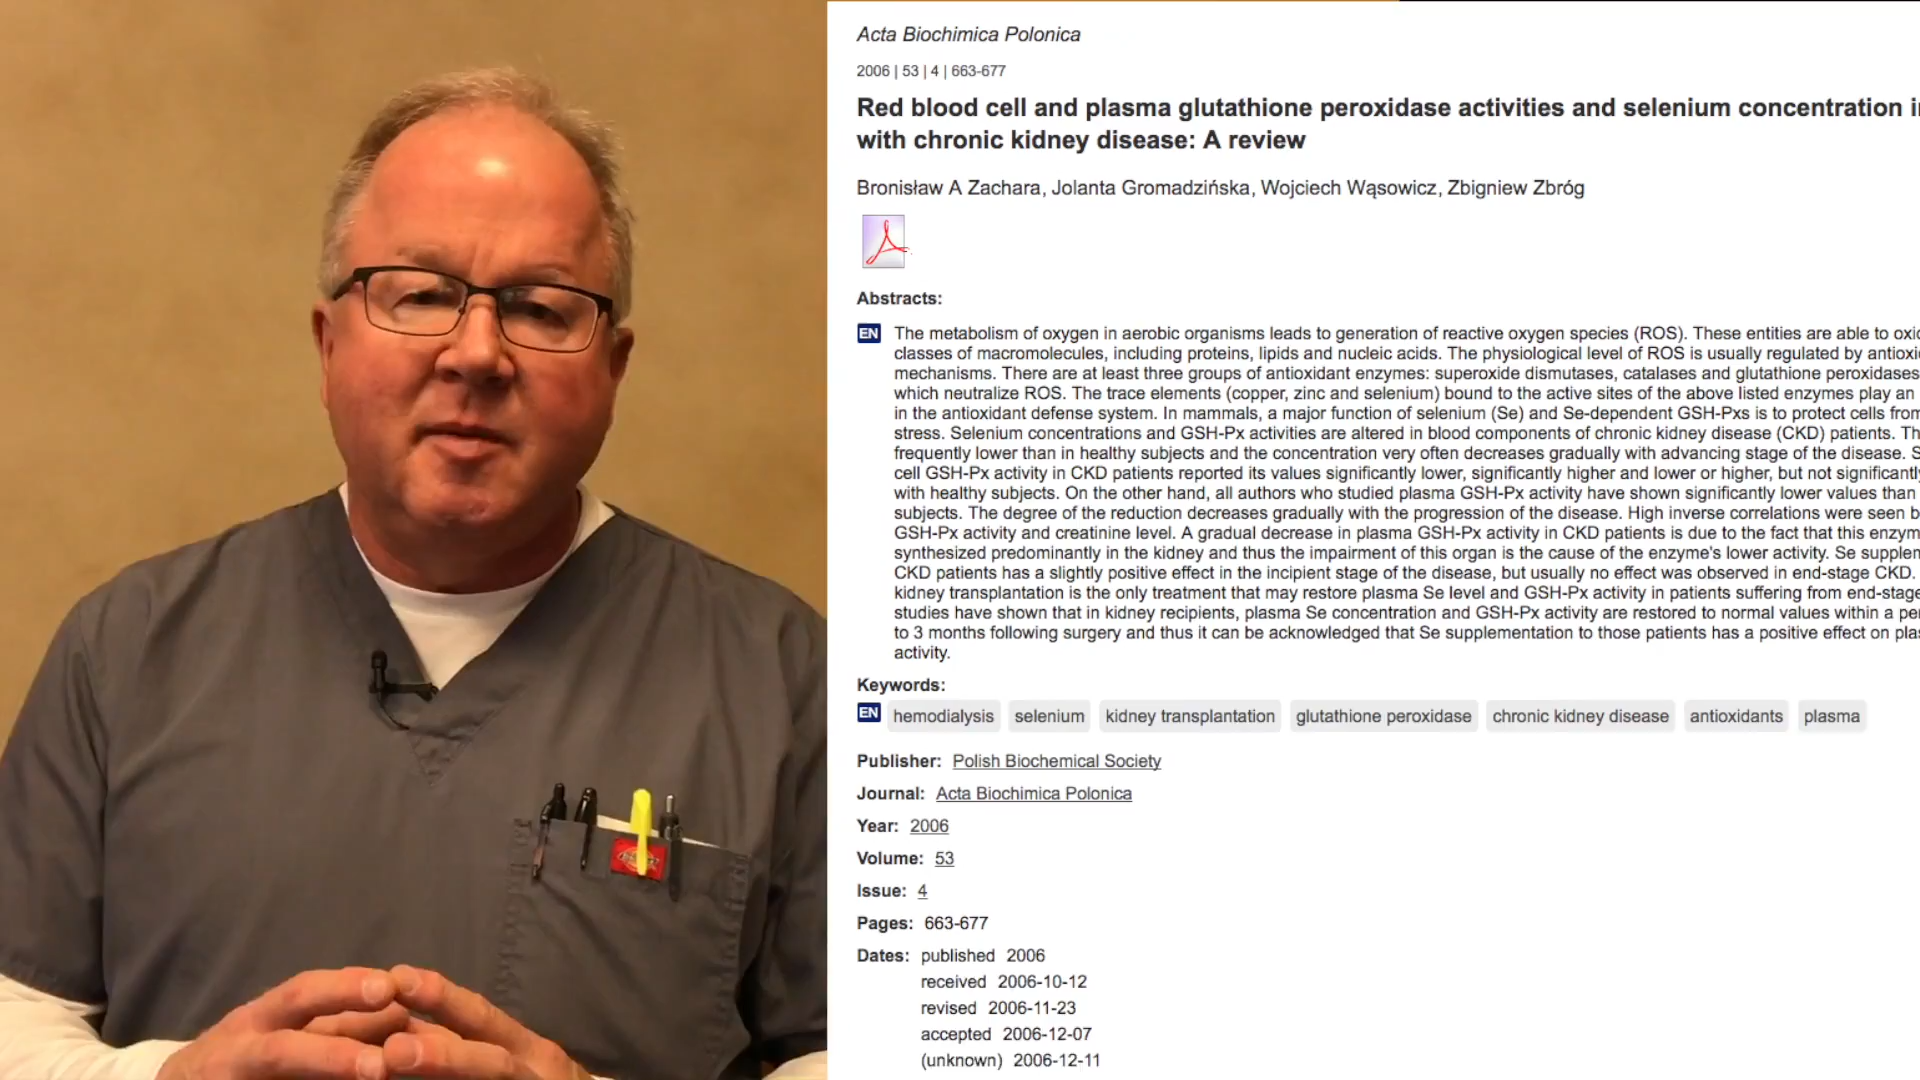 Acta Biochimica Polonica
2006 | 53 | 4 | 663-677
Red blood cell and plasma glutathione peroxidase activities and selenium concentration
with chronic kidney disease: A review
Bronisław A Zachara, Jolanta Gromadzińska, Wojciech Wąsowicz, Zbigniew Zbróg
Abstracts:
EN The metabolism of oxygen in aerobic organisms leads to generation of reactive oxygen species (ROS). These entities are able to
classes of macromolecules, including proteins, lipids and nucleic acids. The physiological level of ROS is usually regulated by
mechanisms. There are at least three groups of antioxidant enzymes: superoxide dismutases, catalases and glutathione peroxidases
which neutralize ROS. The trace elements (copper, zinc and selenium) bound to the active sites of the above listed enzymes play an
in the antioxidant defense system. In mammals, a major function of selenium (Se) and Se-dependent GSH-Pxs is to protect cells from
stress. Selenium concentrations and GSH-Px activities are altered in blood components of chronic kidney disease (CKD) patients.
frequently lower than in healthy subjects and the concentration very often decreases gradually with advancing stage of the disease.
cell GSH-Px activity in CKD patients reported its values significantly lower, significantly higher and lower or higher, but not significantly
with healthy subjects. On the other hand, all authors who studied plasma GSH-Px activity have shown significantly lower values than
subjects. The degree of the reduction decreases gradually with the progression of the disease. High inverse correlations were seen
GSH-Px activity and creatinine level. A gradual decrease in plasma GSH-Px activity in CKD patients is due to the fact that this
synthesized predominantly in the kidney and thus the impairment of this organ is the cause of the enzyme's lower activity. Se
CKD patients has a slightly positive effect in the incipient stage of the disease, but usually no effect was observed in end-stage CKD.
kidney transplantation is the only treatment that may restore plasma Se level and GSH-Px activity in patients suffering from end-stage
studies have shown that in kidney recipients, plasma Se concentration and GSH-Px activity are restored to normal values within a
to 3 months following surgery and thus it can be acknowledged that Se supplementation to those patients has a positive effect on
activity.
Keywords:
EN hemodialysis selenium kidney transplantation glutathione peroxidase chronic kidney disease antioxidants plasma
Publisher: Polish Biochemical Society
Journal: Acta Biochimica Polonica
Year: 2006
Volume: 53
Issue: 4
Pages: 663-677
Dates: published 2006
received 2006-10-12
revised 2006-11-23
accepted 2006-12-07
(unknown) 2006-12-11